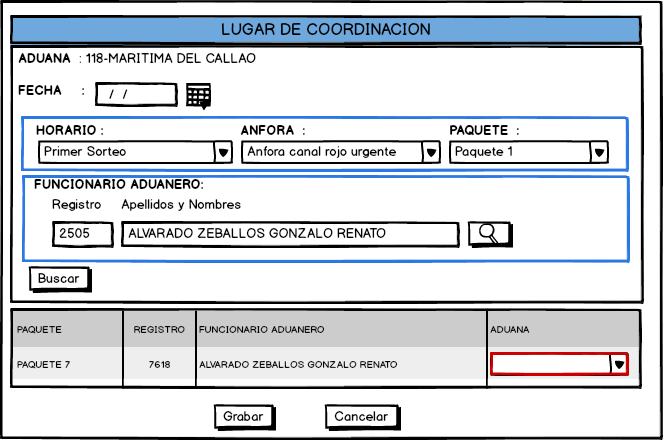 LUGAR DE COORDINACION
ADUANA : 118-MARITIMA DEL CALLAO
FECHA : / /
HORARIO : ANFORA : PAQUETE :
Primer Sorteo Anfora canal rojo urgente Paquete 1
FUNCIONARIO ADUANERO:
Registro Apellidos y Nombres
2505 ALVARADO ZEBALLOS GONZALO RENATO
Buscar
PAQUETE REGISTRO FUNCIONARIO ADUANERO ADUANA
PAQUETE 7 7618 ALVARADO ZEBALLOS GONZALO RENATO
Grabar Cancelar